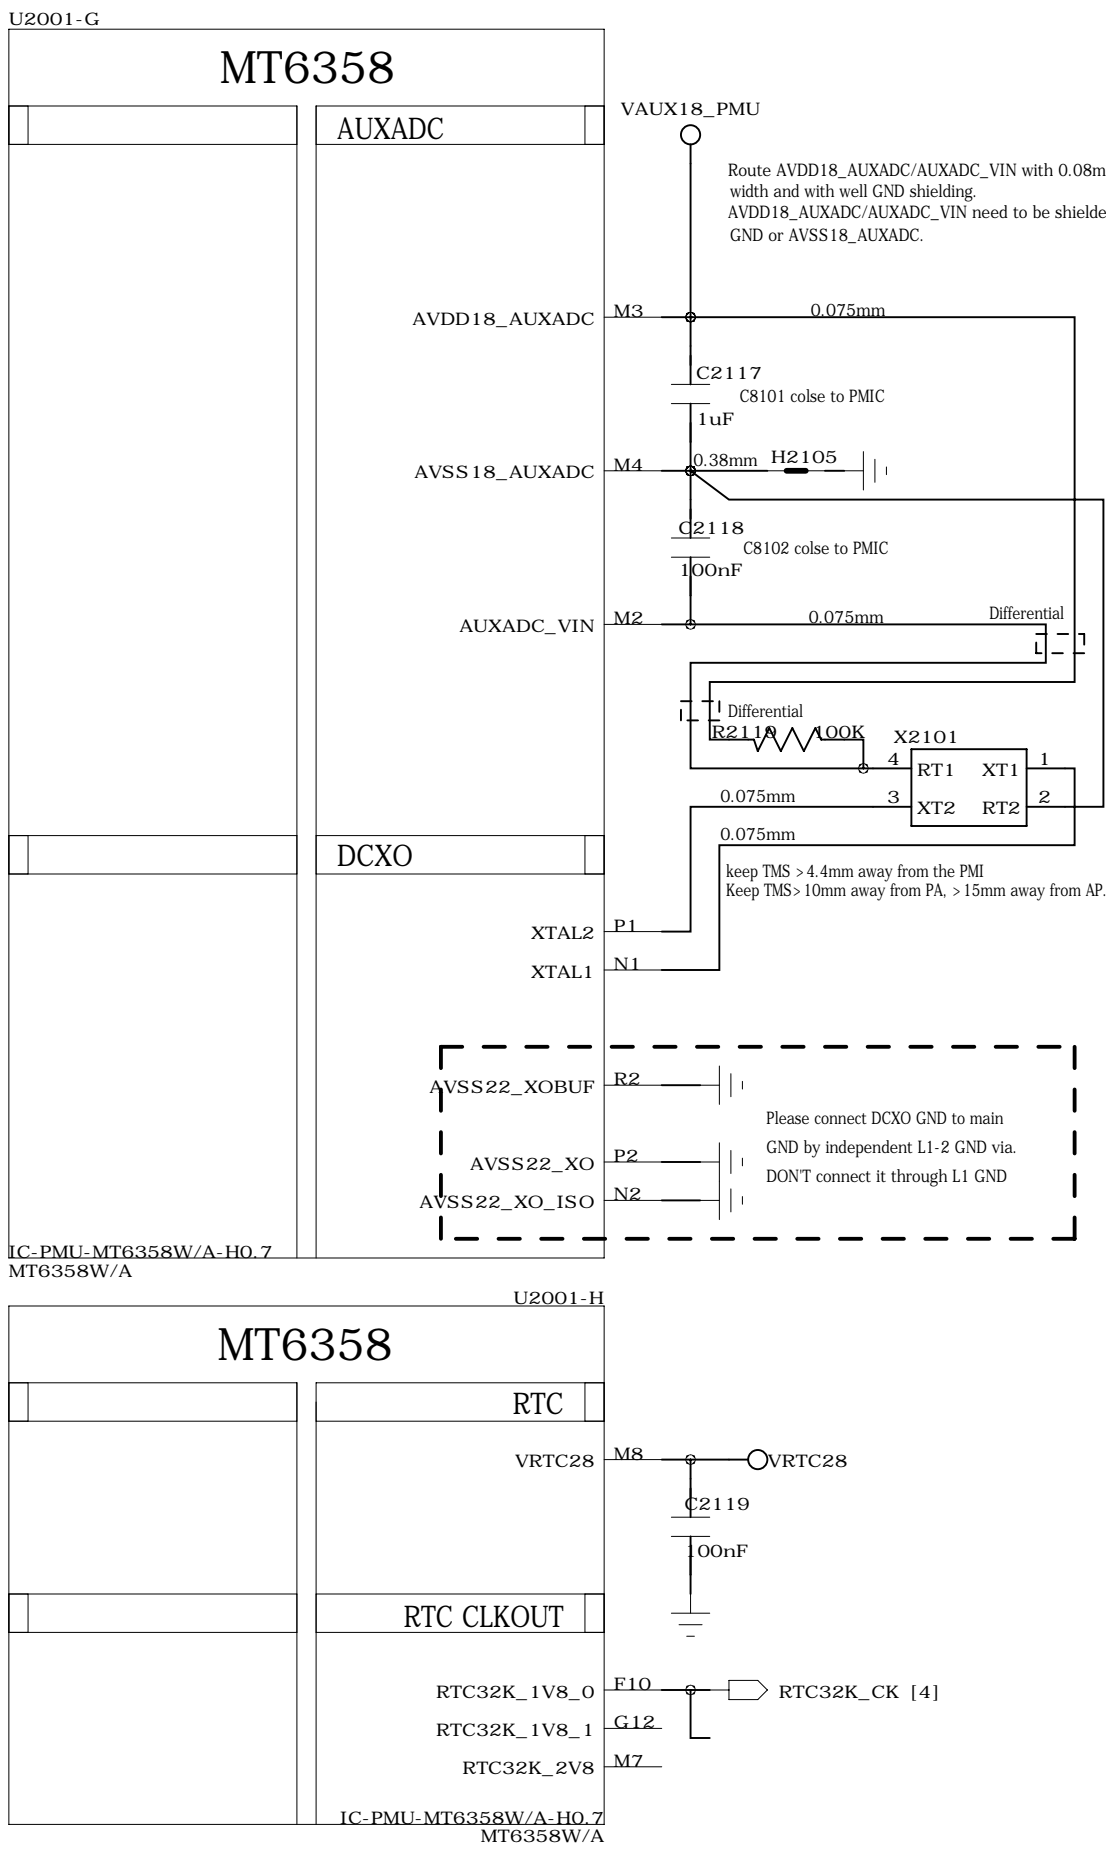 U2001-G
MT6358
AUXADC
VAUX18_PMU
Route AVDD18_AUXADC/AUXADC_VIN with 0.08m
width and with well GND shielding.
AVDD18_AUXADC/AUXADC_VIN need to be shielde
GND or AVSS18_AUXADC.
AVDD18_AUXADC
M3
0.075mm
C2117
C8101 colse to PMIC
1uF
AVSS18_AUXADC
M4
0.38mm
H2105
C2118
C8102 colse to PMIC
100nF
AUXADC_VIN
M2
0.075mm
Differential
Differential
R2119
100K
X2101
4
RT1
XT1
1
0.075mm
3
XT2
RT2
2
0.075mm
DCXO
keep TMS >4.4mm away from the PMI
Keep TMS>10mm away from PA, >15mm away from AP.
XTAL2
P1
XTAL1
N1
AVSS22_XOBUF
R2
Please connect DCXO GND to main
GND by independent L1-2 GND via.
DON'T connect it through L1 GND
AVSS22_XO
P2
AVSS22_XO_ISO
N2
IC-PMU-MT6358W/A-H0.7
MT6358W/A
U2001-H
MT6358
RTC
VRTC28
M8
VRTC28
C2119
100nF
RTC CLKOUT
RTC32K_1V8_0
F10
RTC32K_CK [4]
RTC32K_1V8_1
G12
RTC32K_2V8
M7
IC-PMU-MT6358W/A-H0.7
MT6358W/A